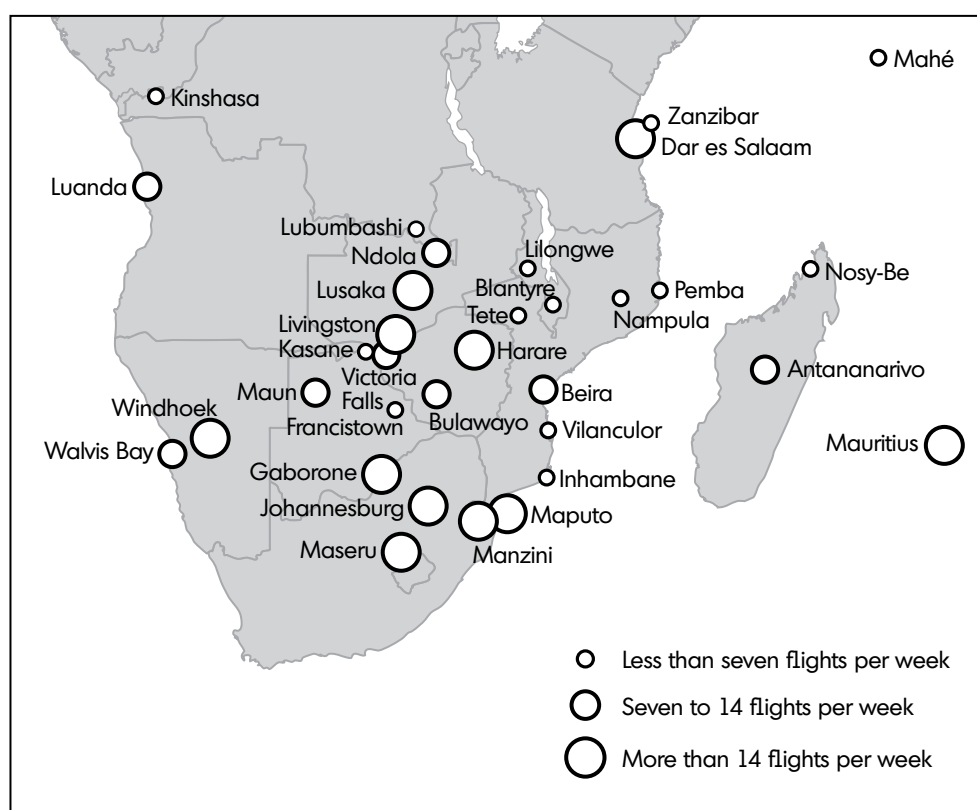 Mahé
Kinshasa
Zanzibar
Dar es Salaam
Luanda
Lubumbashi
Ndola
Lilongwe
Lusaka
Blantyre
Nosy-Be
Pemba
Tete
Nampula
Livingston
Kasane
Harare
Victoria
Falls
Antananarivo
Maun
Beira
Windhoek
Francistown
Bulawayo
Vilanculor
Walvis Bay
Mauritius
Gaborone
Inhambane
Johannesburg
Maputo
Maseru
Manzini
Less than seven flights per week
Seven to 14 flights per week
More than 14 flights per week